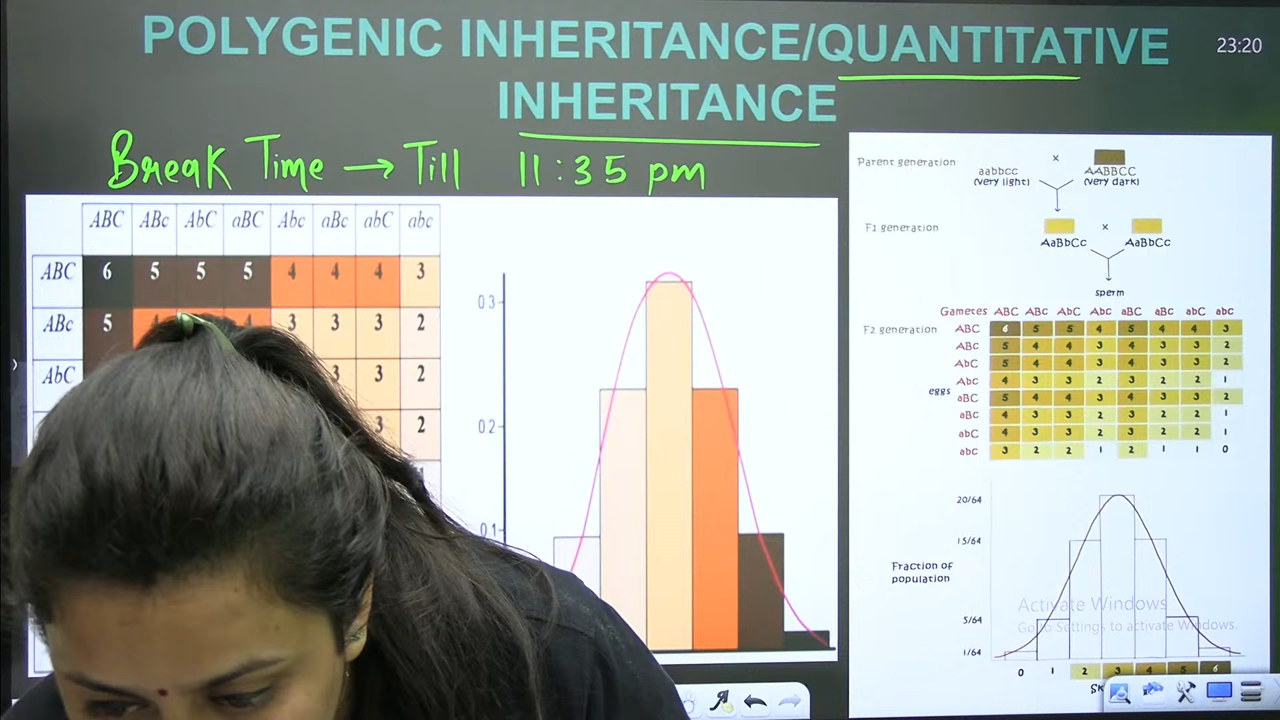 POLYGENIC INHERITANCE/QUANTITATIVE
INHERITANCE
23:20
Break Time → Till 11:35 pm
ABC ABc AbC aBC Abc aBc abC abc
ABC 6 5 5 5 4 4 4 3
ABc 5 3 3 3 2
AbC 3 3 2
3 2
0.3
0.2
0.1
Parent generation
×
aabbcc AABBCC
(very light) (very dark)
F1 generation
×
AaBbCc AaBbCc
sperm
Gametes ABC ABc AbC Abc aBC aBc abC abc
F2 generation
ABC 6 5 5 4 5 4 4 3
ABc 5 4 4 3 4 3 3 2
AbC 5 4 4 3 4 3 3 2
Abc 4 3 3 2 3 2 2 1
eggs
aBC 5 4 4 3 4 3 3 2
aBc 4 3 3 2 3 2 2 1
abC 4 3 3 2 3 2 2 1
abc 3 2 2 1 2 1 1 0
20/64
15/64
Fraction of
population
5/64
1/64
0 1 2 3 4 5 6
Activate Windows
Go to Settings to activate Windows.